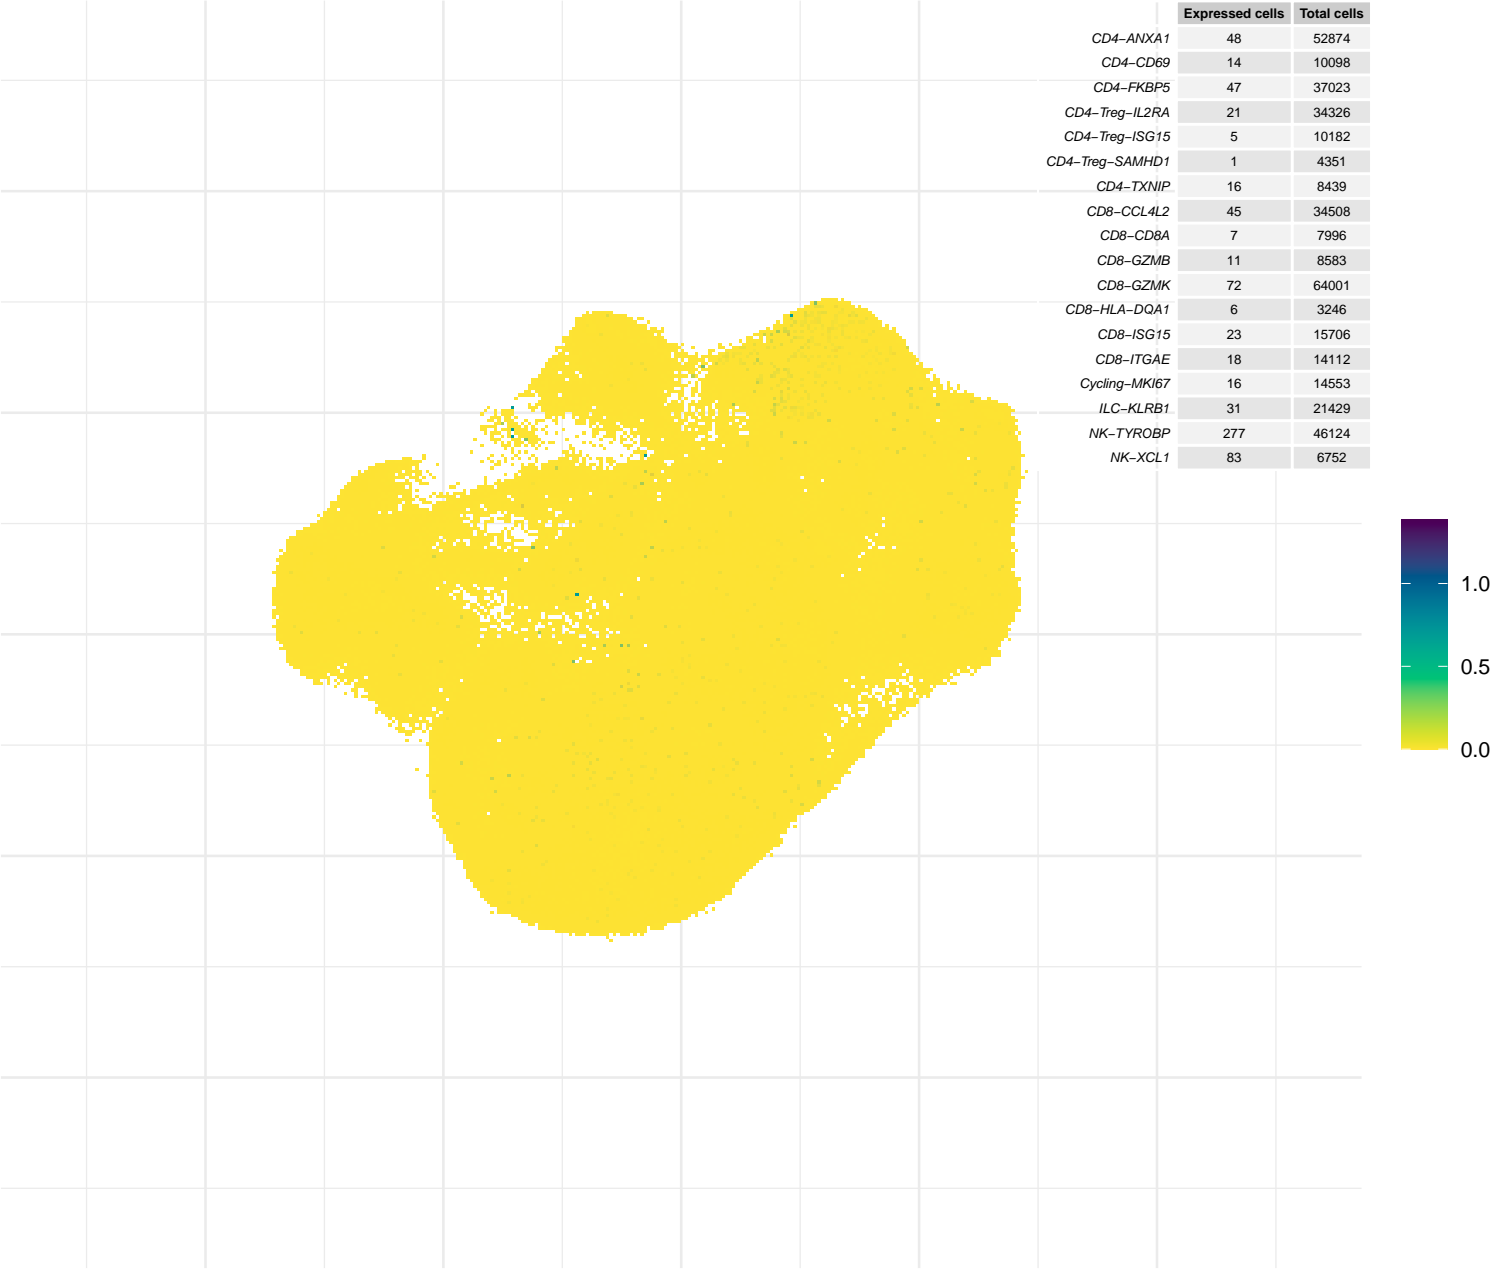 Expressed cells Total cells
CD4−ANXA1 48 52874
CD4−CD69 14 10098
CD4−FKBP5 47 37023
CD4−Treg−IL2RA 21 34326
CD4−Treg−ISG15 5 10182
CD4−Treg−SAMHD1 1 4351
CD4−TXNIP 16 8439
CD8−CCL4L2 45 34508
CD8−CD8A 7 7996
CD8−GZMB 11 8583
CD8−GZMK 72 64001
CD8−HLA−DQA1 6 3246
CD8−ISG15 23 15706
CD8−ITGAE 18 14112
Cycling−MKI67 16 14553
ILC−KLRB1 31 21429
NK−TYROBP 277 46124
NK−XCL1 83 6752
1.0
0.5
0.0